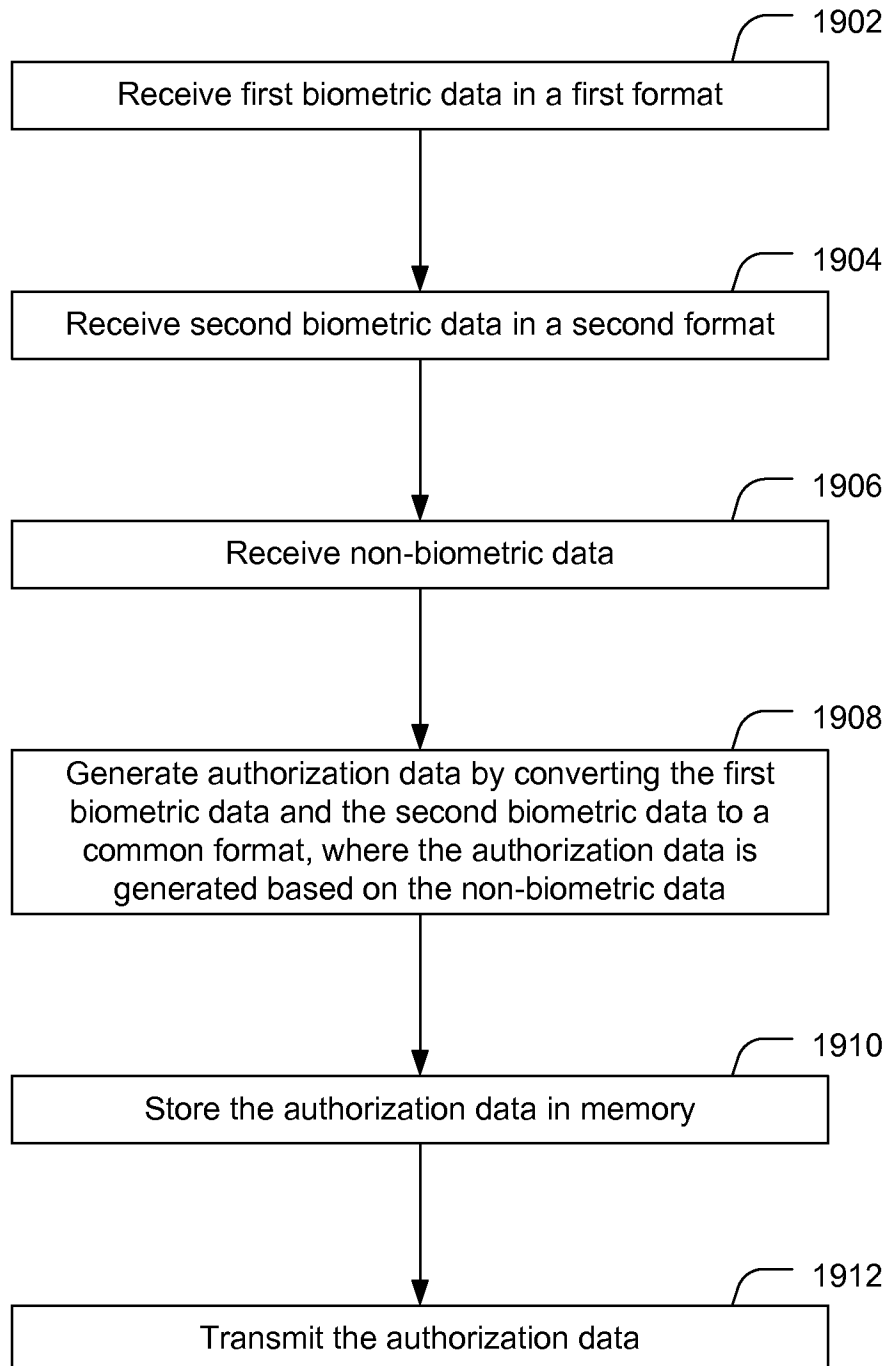 1902
Receive first biometric data in a first format
1904
Receive second biometric data in a second format
1906
Receive non-biometric data
1908
Generate authorization data by converting the first
biometric data and the second biometric data to a
common format, where the authorization data is
generated based on the non-biometric data
1910
Store the authorization data in memory
1912
Transmit the authorization data